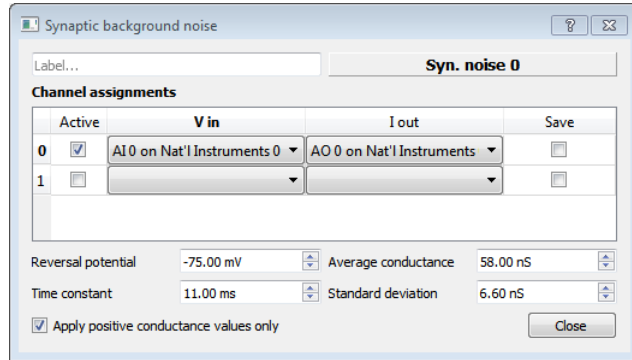 Synaptic background noise
Label... Syn. noise 0
Channel assignments
Active V in I out Save
0 AI 0 on Nat'l Instruments 0 AO 0 on Nat'l Instruments
1
Reversal potential -75.00 mV Average conductance 58.00 nS
Time constant 11.00 ms Standard deviation 6.60 nS
Apply positive conductance values only Close